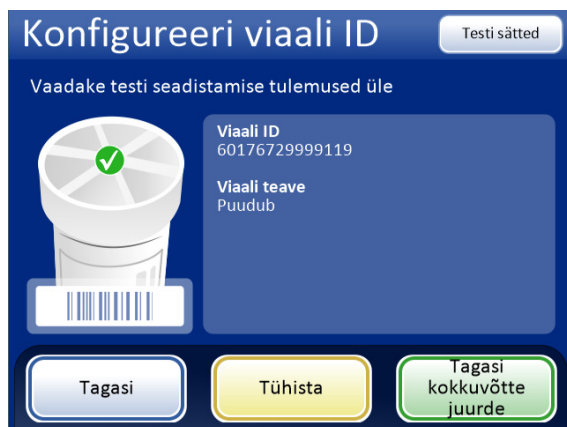 Konfigureeri viaali ID
Testi sätted
Vaadake testi seadistamise tulemused üle
Viaali ID
60176729999119
Viaali teave
Puudub
Tagasi
Tühista
Tagasi
kokkuvõtte
juurde